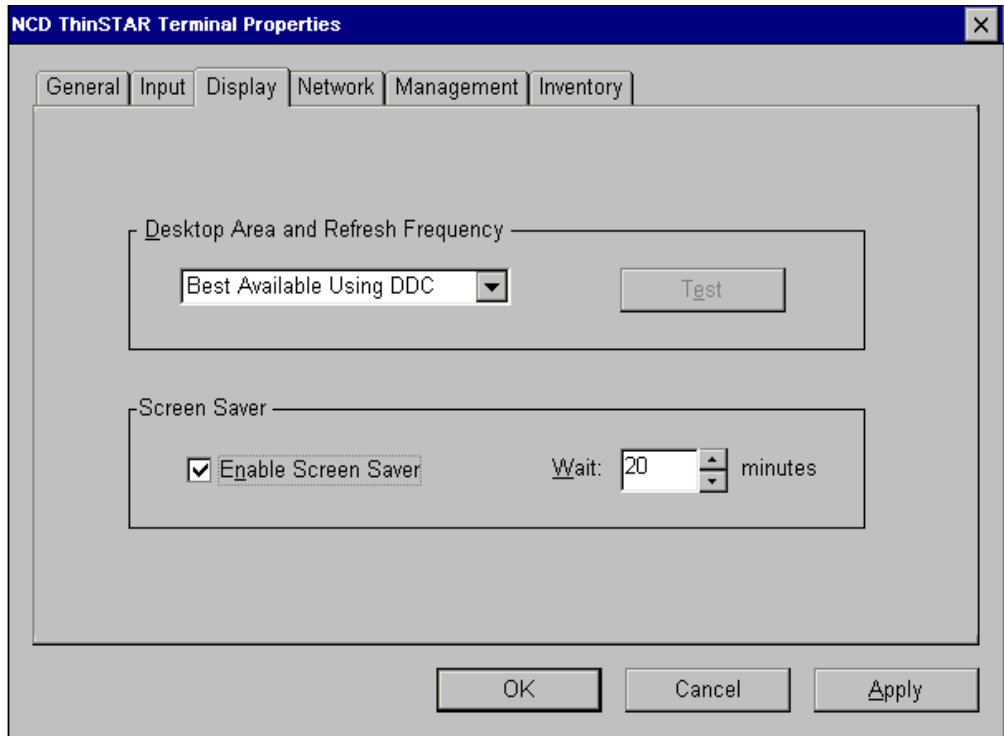 NCD ThinSTAR Terminal Properties
General Input Display Network Management Inventory
Desktop Area and Refresh Frequency
Best Available Using DDC Test
Screen Saver
Enable Screen Saver Wait: 20 minutes
OK Cancel Apply